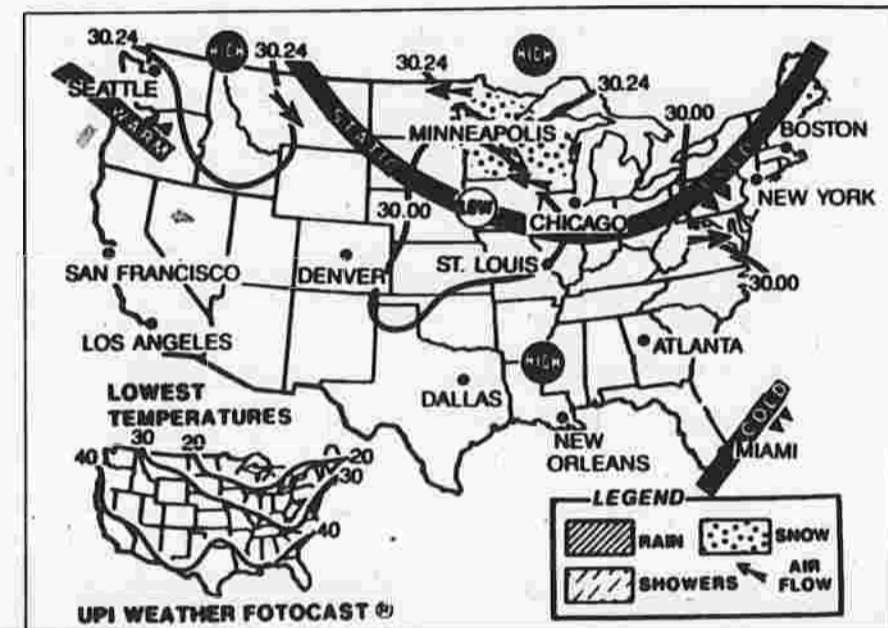 30.24
HIGH
30.24
30.24
HIGH
30.24
SEATTLE
WARM
STATIC
MINNEAPOLIS
30.00
BOSTON
30.00
LOW
CHICAGO
NEW YORK
SAN FRANCISCO
DENVER
ST. LOUIS
30.00
LOS ANGELES
HIGH
ATLANTA
DALLAS
NEW
ORLEANS
COLD
MIAMI
LOWEST
TEMPERATURES
40
30
20
20
30
40
LEGEND
RAIN
SNOW
SHOWERS
AIR
FLOW
UPI WEATHER FOTOCAST ®